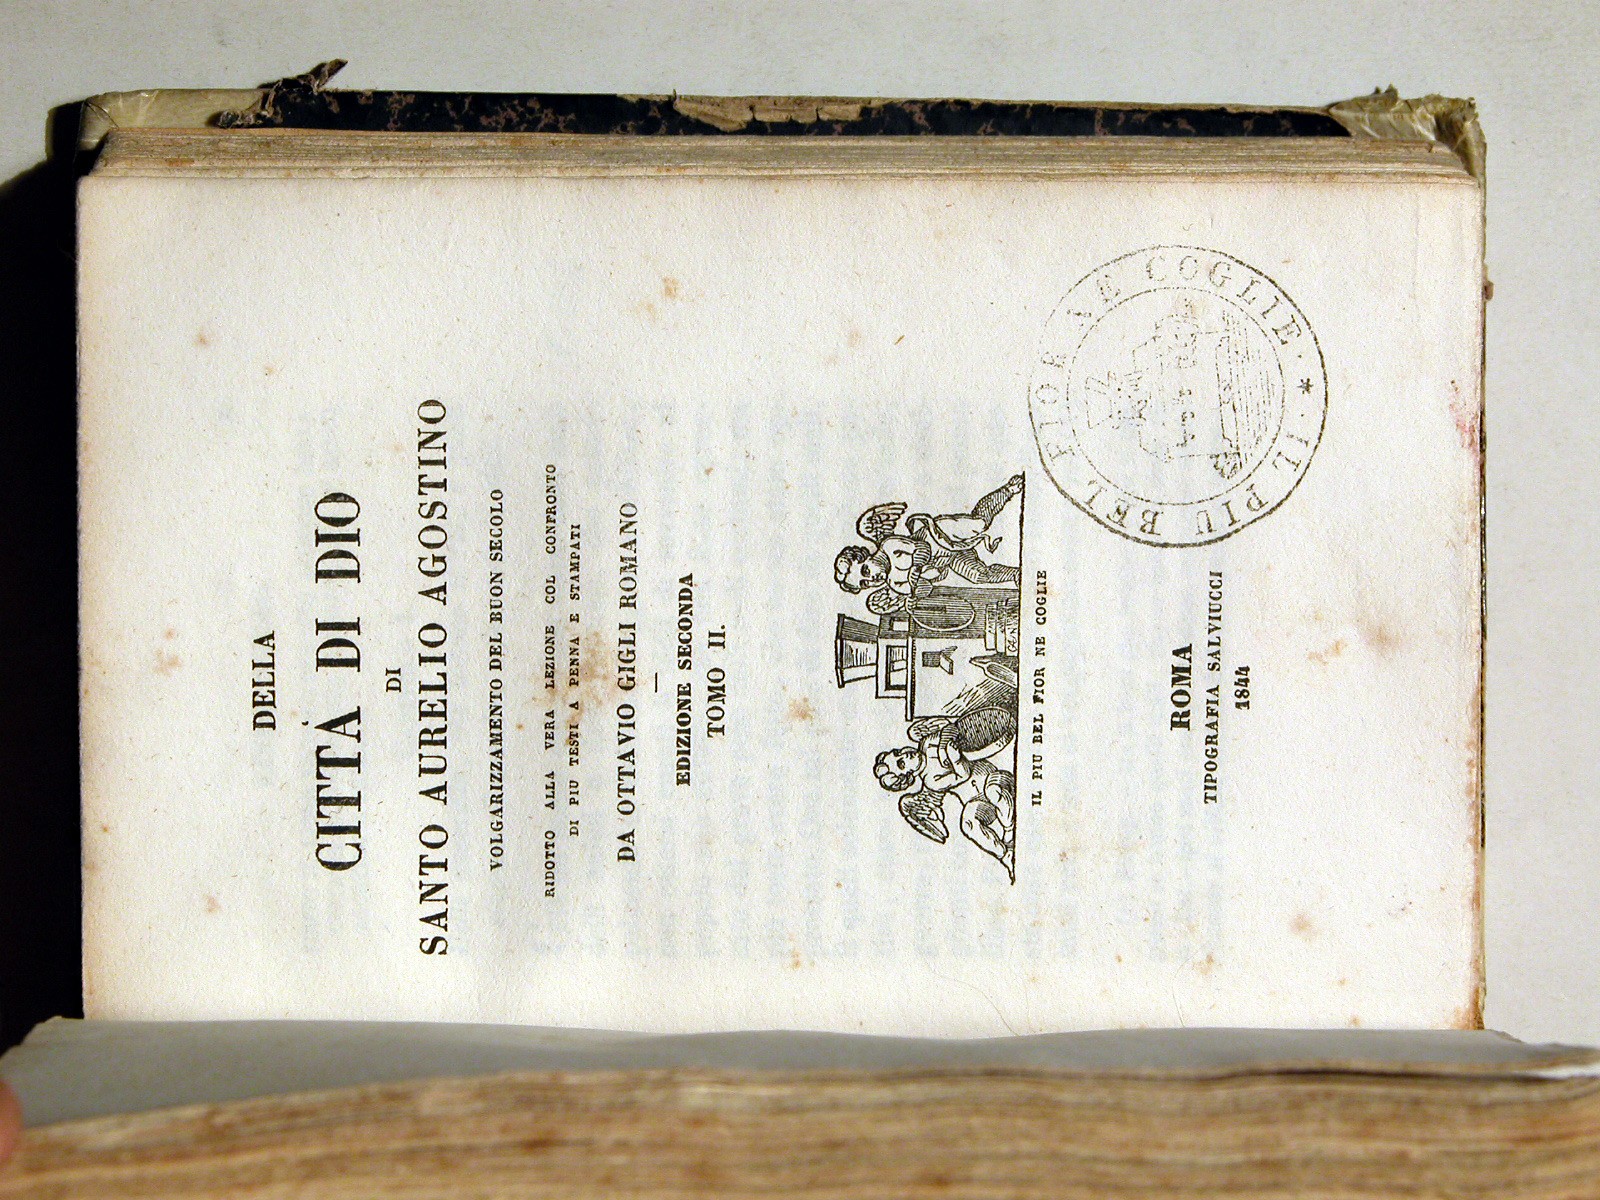 DELLA
CITTÀ DI DIO
DI
SANTO AURELIO AGOSTINO
VOLGARIZZAMENTO DEL BUON SECOLO
RIDOTTO ALLA VERA LEZIONE COL CONFRONTO
DI PIU TESTI A PENNA E STAMPATI
DA OTTAVIO GIGLI ROMANO
EDIZIONE SECONDA
TOMO II.
IL PIU BEL FIOR NE COGLIE
ROMA
TIPOGRAFIA SALVIUCCI
1844
IL PIU BEL FIOR NE COGLIE